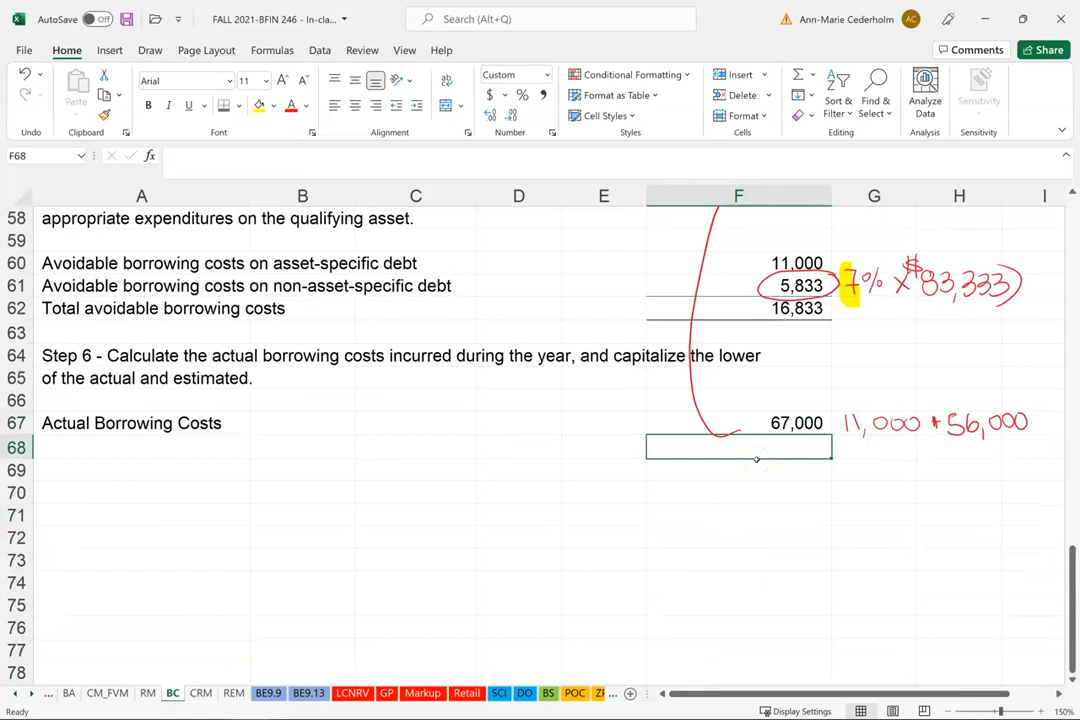 AutoSave Off FALL 2021-BFIN 246 - In-cla... Search (Alt+Q) Ann-Marie Cederholm AC
File Home Insert Draw Page Layout Formulas Data Review View Help Comments Share
Undo Paste Clipboard Arial 11 B I U A Font ab Alignment Custom $ % , Number Conditional Formatting Format as Table Cell Styles Styles Insert Delete Format Cells Sort & Filter Find & Select Editing Analyze Data Analysis Sensitivity Sensitivity
F68 fx
A B C D E F G H I
58 appropriate expenditures on the qualifying asset.
59
60 Avoidable borrowing costs on asset-specific debt 11,000
61 Avoidable borrowing costs on non-asset-specific debt 5,833 7% x $83,333)
62 Total avoidable borrowing costs 16,833
63
64 Step 6 - Calculate the actual borrowing costs incurred during the year, and capitalize the lower
65 of the actual and estimated.
66
67 Actual Borrowing Costs 67,000 11,000 + 56,000
68
69
70
71
72
73
74
75
76
77
78
... BA CM_FVM RM BC CRM REM BE9.9 BE9.13 LCNRV GP Markup Retail SCI DO BS POC ...
Ready Display Settings 150%